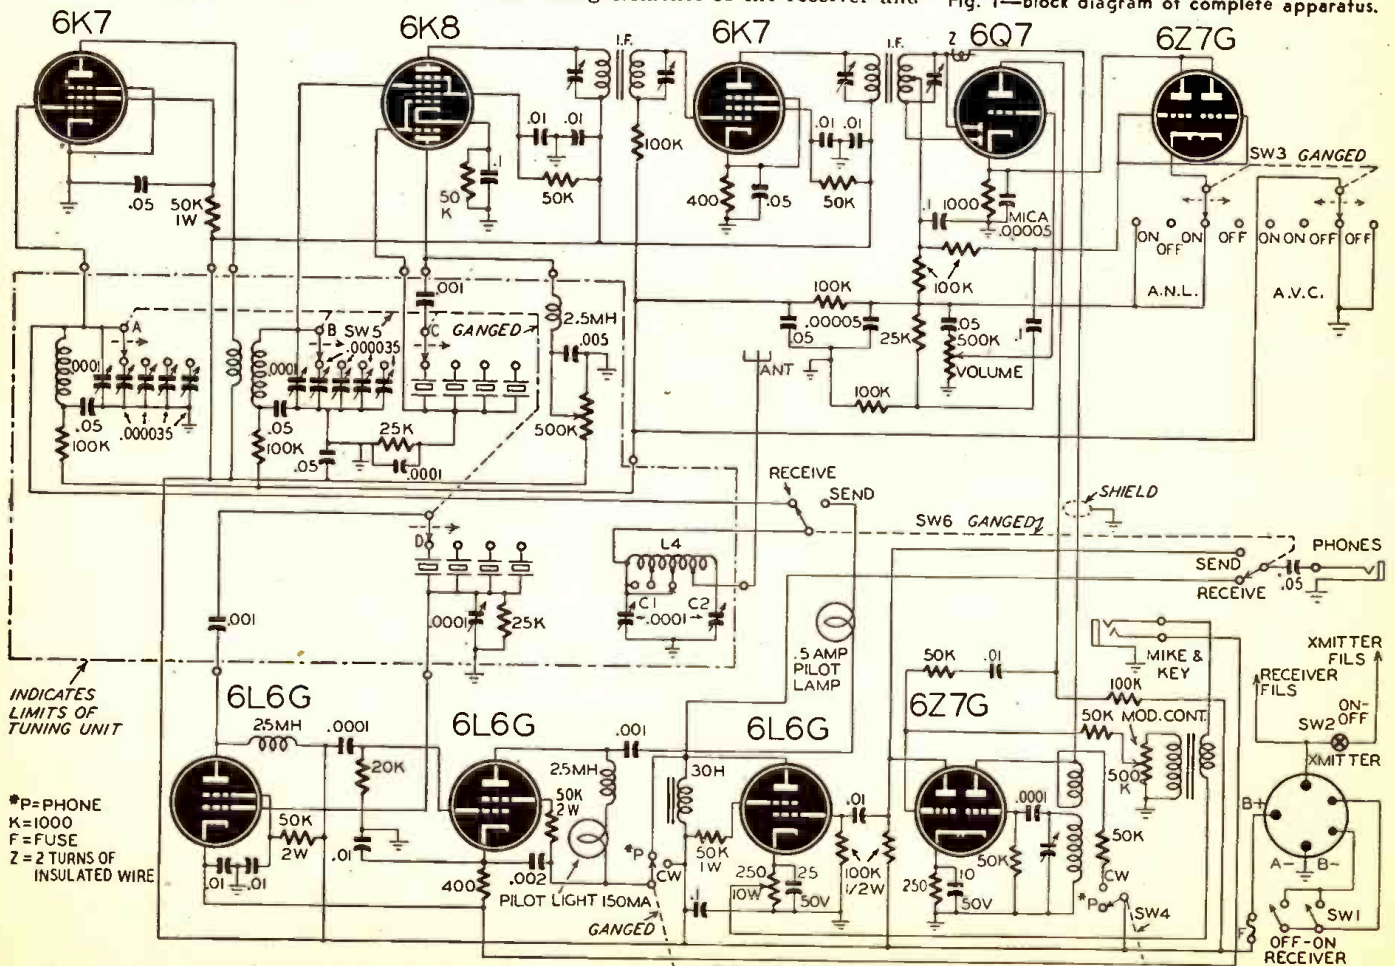 ng elements of the receiver and
Fig. 1—block diagram of complete apparatus.
6K7
6K8
6K7
6Q7
6Z7G
I.F.
I.F.
Z
.01
.01
.01
.01
100K
.05
50K
1W
50
K
.1
50K
400
.05
50K
.1
1000
MICA
.00005
SW3 GANGED
ON
OFF
ON
OFF
ON
ON
OFF
OFF
A.N.L.
A.V.C.
100K
100K
.00005
.05
25K
.05
500K
VOLUME
.1
100K
ANT
.001
2.5MH
.005
A
B
SW5
C
GANGED
.0001
.000035
.0001
.05
.000035
.05
100K
100K
.05
25K
.0001
500K
RECEIVE
SEND
SHIELD
SW6 GANGED
L4
C1
.0001
C2
D
.0001
25K
.001
SEND
RECEIVE
.05
PHONES
.5 AMP
PILOT
LAMP
MIKE &
KEY
XMITTER
FILS
RECEIVER
FILS
INDICATES
LIMITS OF
TUNING UNIT
6L6G
6L6G
6L6G
6Z7G
50K
.01
100K
50K
MOD.CONT.
500
K
SW2
ON-
OFF
XMITTER
25MH
.0001
20K
.001
2.5MH
50K
2W
30H
.01
.0001
*P=PHONE
K=1000
F=FUSE
Z=2 TURNS OF
INSULATED WIRE
50K
2W
.01
.01
.01
400
.002
PILOT LIGHT 150MA
*P
CW
50K
1W
.1
250
10W
25
50V
100K
1/2W
250
10
50V
50K
50K
CW
*P
SW4
GANGED
B+
A-
B-
F
SW1
OFF-ON
RECEIVER